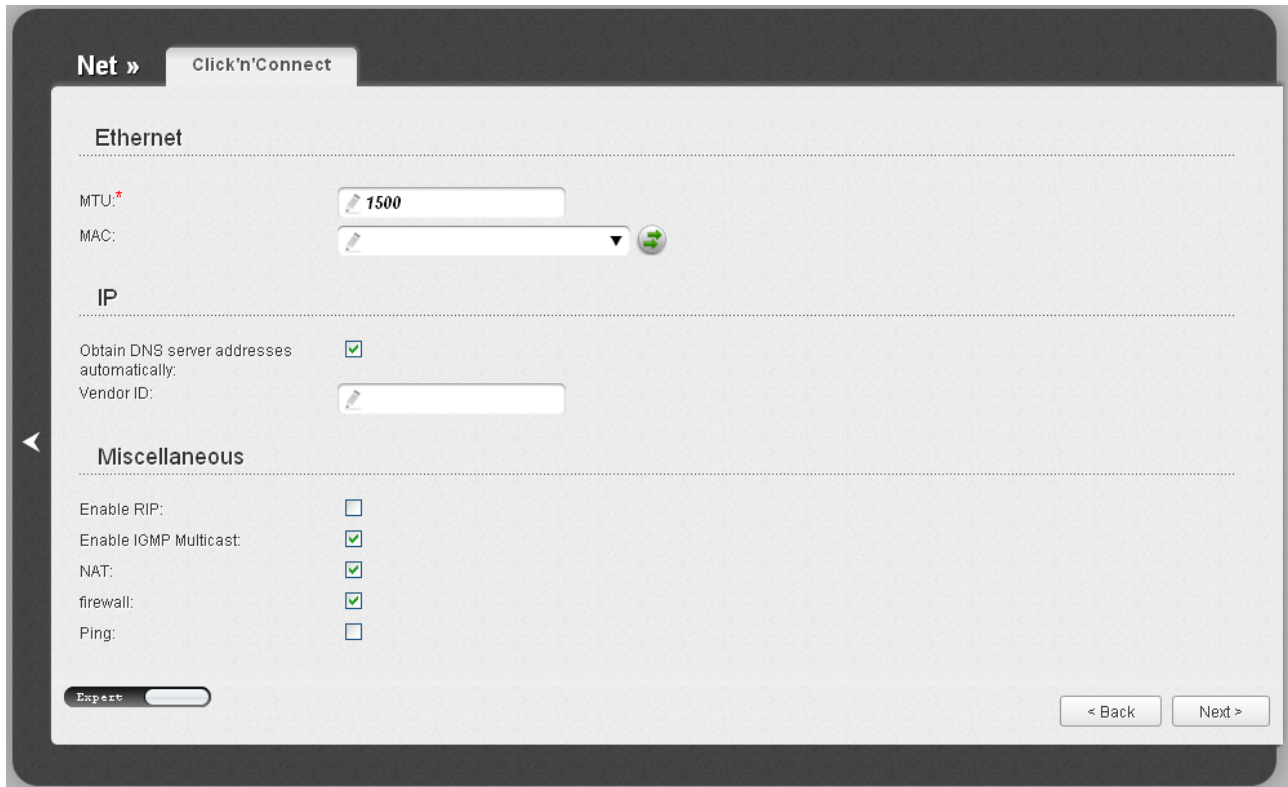 Net »
Click'n'Connect
Ethernet
MTU:*
1500
MAC:
IP
Obtain DNS server addresses
automatically:
Vendor ID:
Miscellaneous
Enable RIP:
Enable IGMP Multicast:
NAT:
firewall:
Ping:
Expert
< Back
Next >